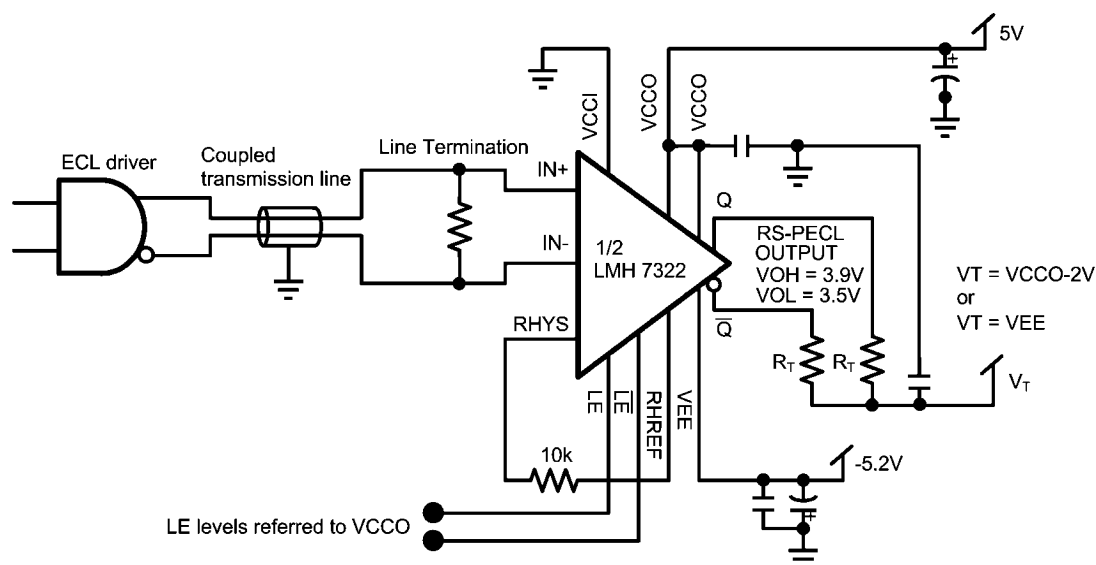 5V
VCCI
VCCO
VCCO
ECL driver
Coupled
transmission line
Line Termination
IN+
Q
1/2
LMH 7322
IN-
RS-PECL
OUTPUT
VOH = 3.9V
VOL = 3.5V
VT = VCCO-2V
or
VT = VEE
RHYS
Q̅
RT
RT
VT
LE
L̅E̅
RHREF
VEE
10k
-5.2V
LE levels referred to VCCO
+
+